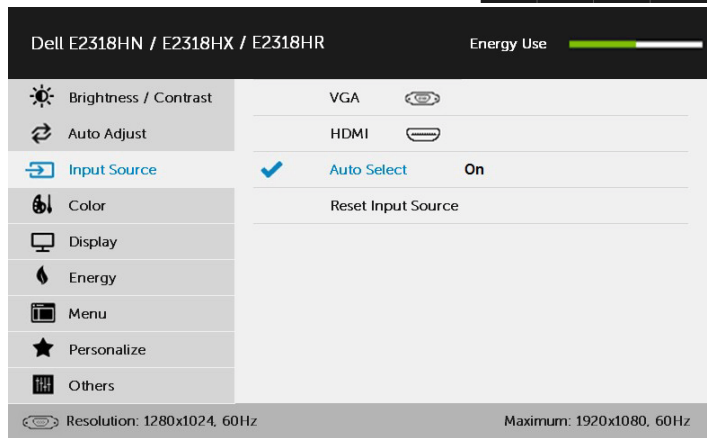 Dell E2318HN / E2318HX / E2318HR Energy Use
Brightness / Contrast VGA
Auto Adjust HDMI
Input Source Auto Select On
Color Reset Input Source
Display
Energy
Menu
Personalize
Others
Resolution: 1280x1024, 60Hz Maximum: 1920x1080, 60Hz